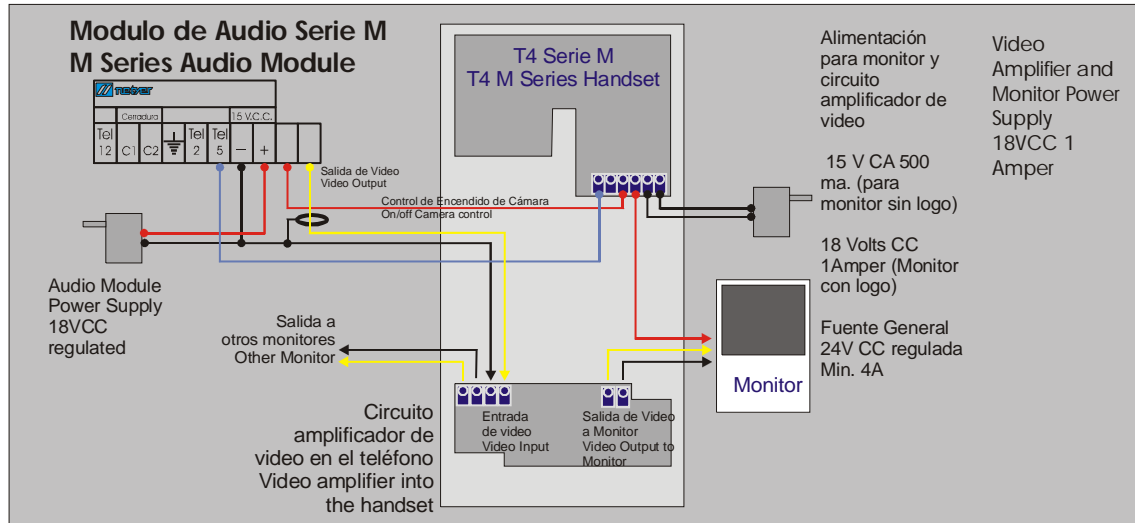 Modulo de Audio Serie M
M Series Audio Module
neber
Cerradura
15 V.C.C.
Tel 12
C1
C2
Tel 2
Tel 5
−
+
Salida de Video
Video Output
Control de Encendido de Cámara
On/off Camera control
Audio Module
Power Supply
18VCC
regulated
T4 Serie M
T4 M Series Handset
Alimentación
para monitor y
circuito
amplificador de
video
15 V CA 500
ma. (para
monitor sin logo)
18 Volts CC
1Amper (Monitor
con logo)
Fuente General
24V CC regulada
Min. 4A
Video
Amplifier and
Monitor Power
Supply
18VCC 1
Amper
Salida a
otros monitores
Other Monitor
Monitor
Circuito
amplificador de
video en el teléfono
Video amplifier into
the handset
Entrada
de video
Video Input
Salida de Video
a Monitor
Video Output to
Monitor